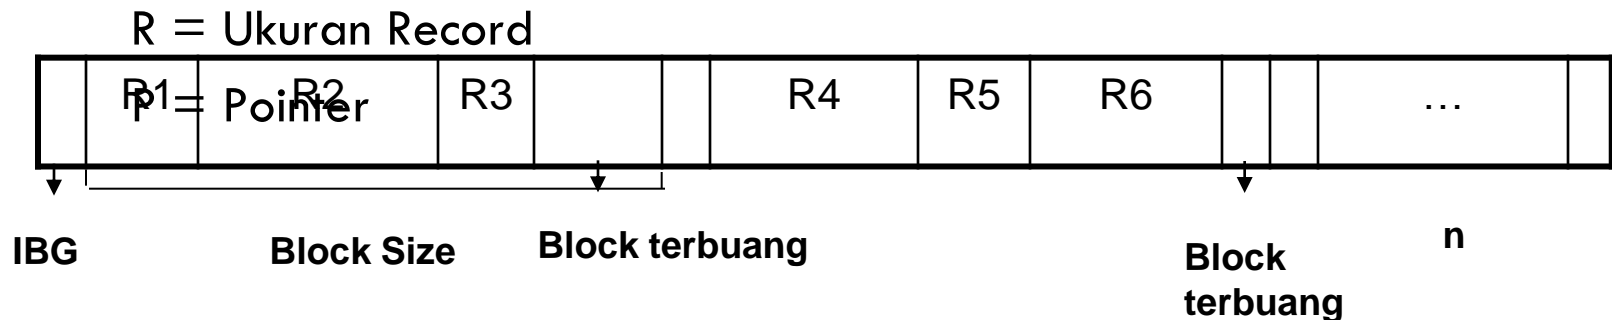 R = Ukuran Record
P = Pointer
R1 R2 R3 R4 R5 R6 ...
IBG
Block Size
Block terbuang
Block
terbuang
n